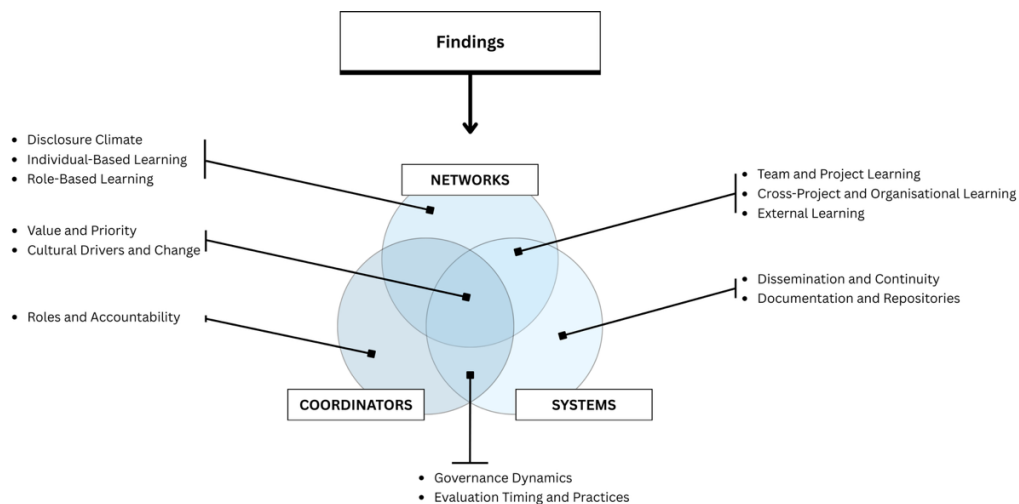 Findings
NETWORKS
• Disclosure Climate
• Individual-Based Learning
• Role-Based Learning
• Value and Priority
• Cultural Drivers and Change
• Roles and Accountability
• Team and Project Learning
• Cross-Project and Organisational Learning
• External Learning
• Dissemination and Continuity
• Documentation and Repositories
COORDINATORS
SYSTEMS
• Governance Dynamics
• Evaluation Timing and Practices